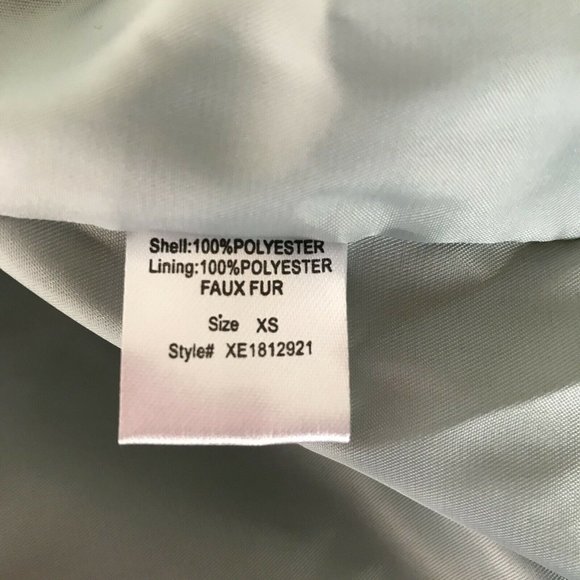 Shell:100%POLYESTER
Lining:100%POLYESTER
FAUX FUR
Size XS
Style# XE1812921